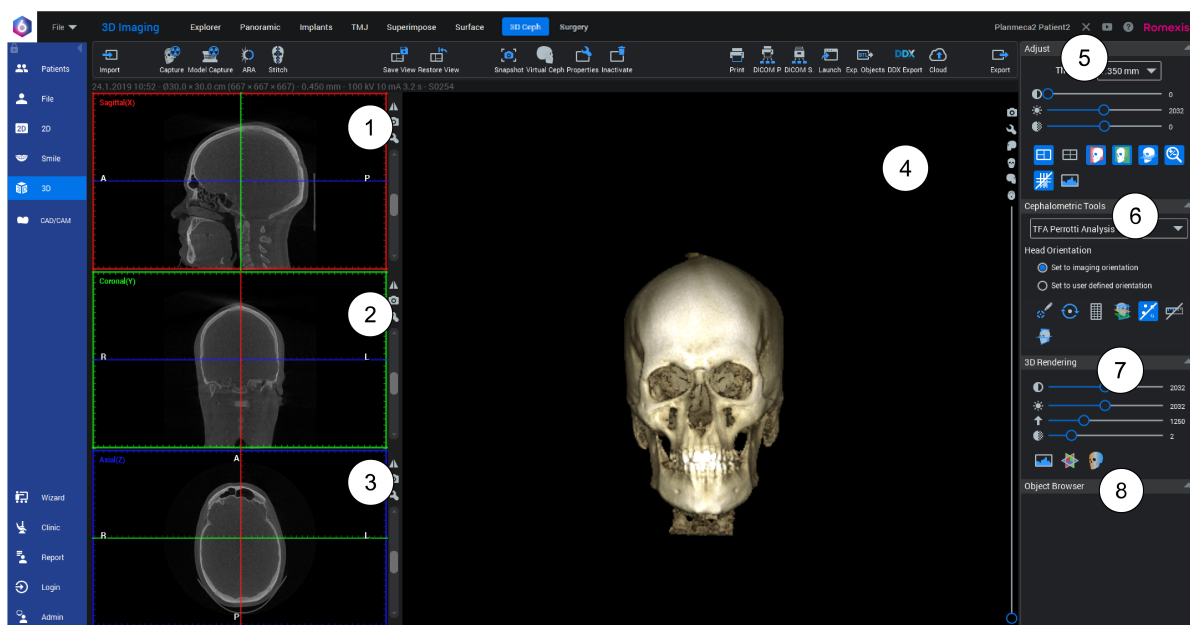 File
3D Imaging
Explorer
Panoramic
Implants
TMJ
Superimpose
Surface
3D Ceph
Surgery
Planmeca2 Patient2
Romexis
Patients
File
2D
2D
Smile
3D
CAD/CAM
Wizard
Clinic
Report
Login
Admin
Import
Capture
Model Capture
ARA
Stitch
Save View
Restore View
Snapshot
Virtual Ceph
Properties
Inactivate
Print
DICOM P
DICOM S.
Launch
Exp. Objects
DDX
DDX Export
Cloud
Export
24.1.2019 10:52 - Ø30.0 × 30.0 cm (667 × 667 × 667) - 0.450 mm - 100 kV 10 mA 3.2 s - S0254
Sagittal(X)
1
A
P
Coronal(Y)
2
R
L
Axial(Z)
3
A
R
L
P
4
Adjust
5
350 mm
0
2032
0
Cephalometric Tools
6
TFA Perrotti Analysis
Head Orientation
Set to imaging orientation
Set to user defined orientation
3D Rendering
7
2032
2032
1250
2
Object Browser
8